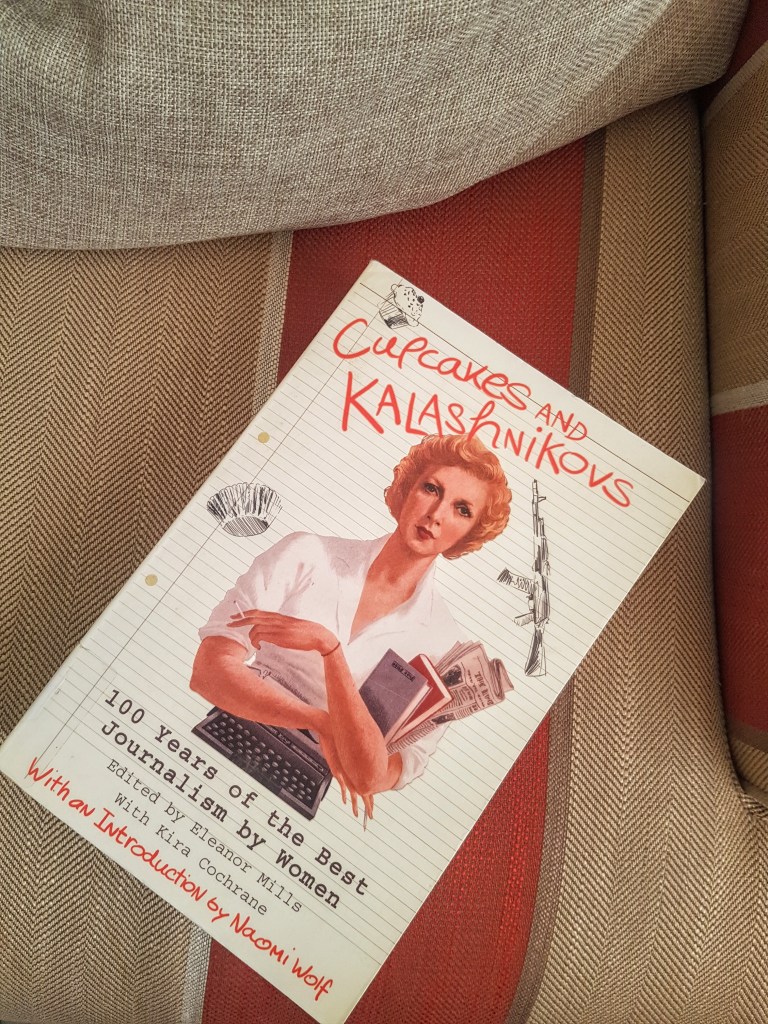 Cupcakes AND
KALAshNiKOVS
100 Years of the Best
Journalism by Women
Edited by Eleanor Mills
With Kira Cochrane
With an Introduction by Naomi Wolf